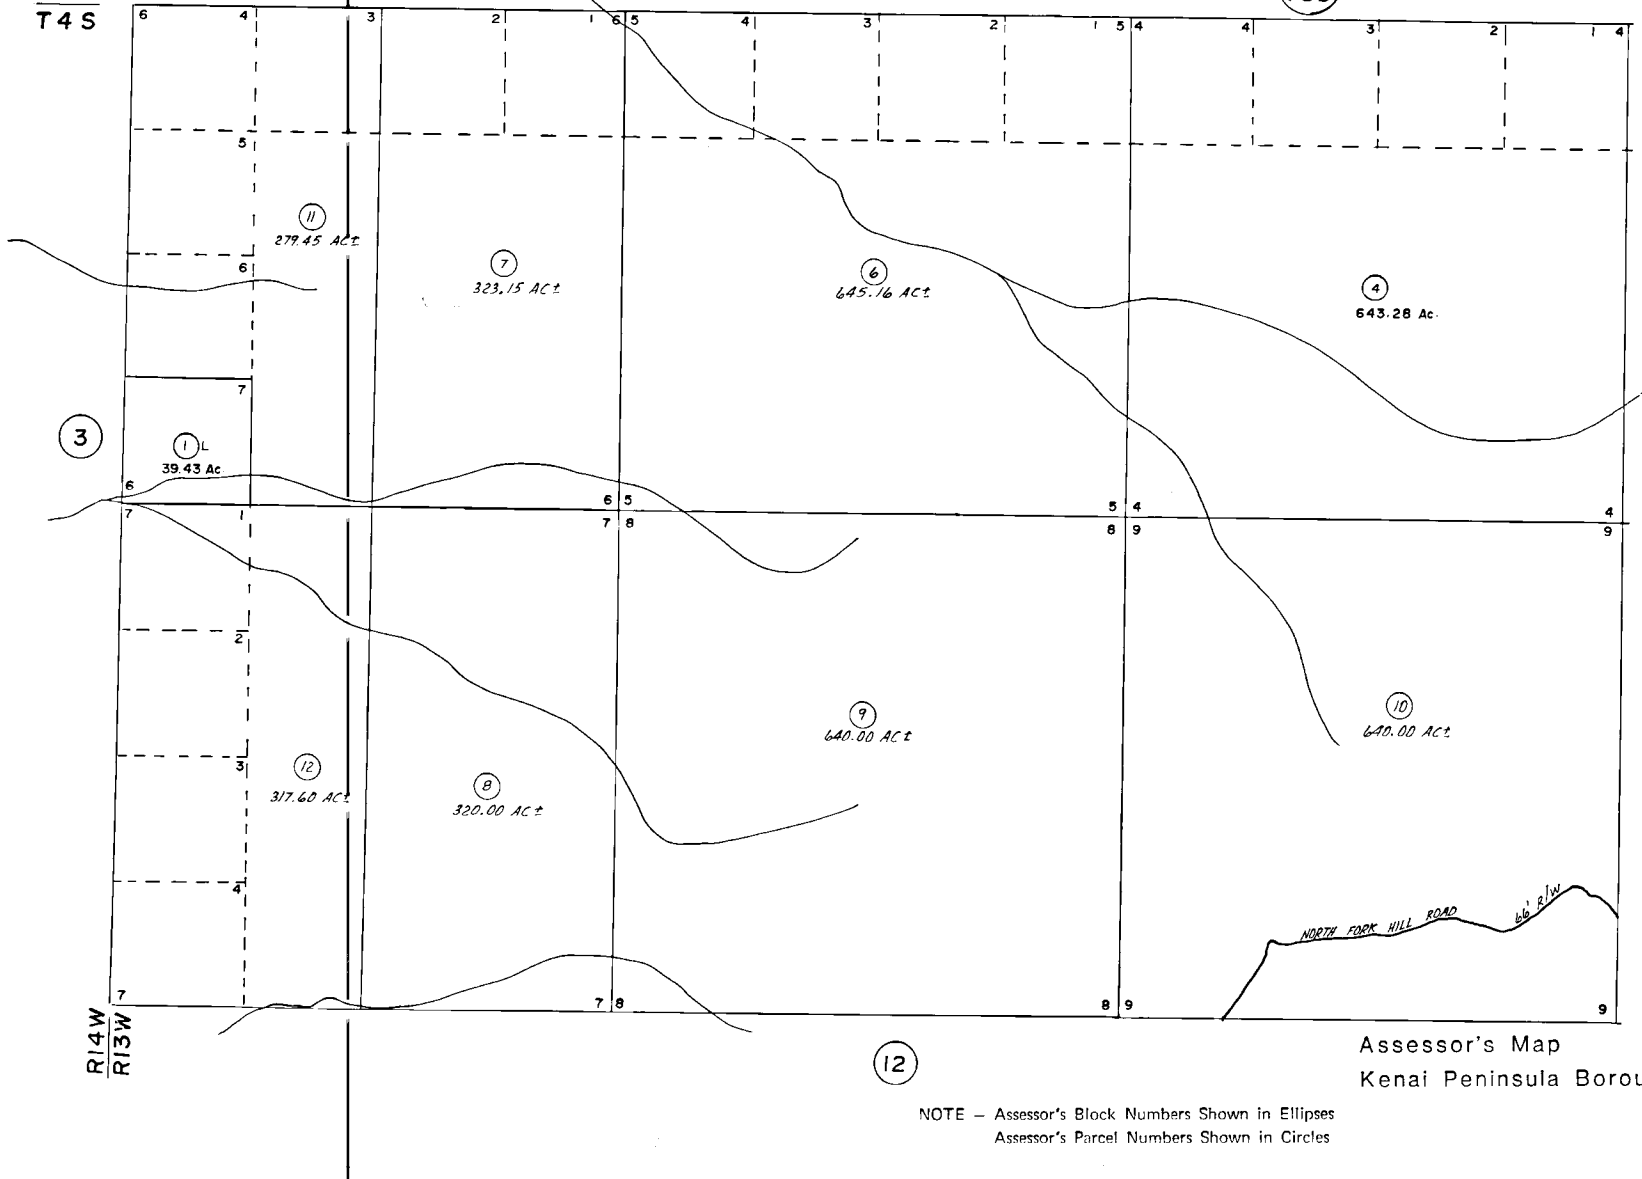 T4S
6 4 3 2 1 6 5 4 3 2 1 5 4 4 3 2 1 4
5
11
279.45 AC±
6
7
323.15 AC±
6
645.16 AC±
4
643.28 Ac.
7
3
1 L
39.43 Ac
6 6 5 5 4 4
7 1 7 8 8 9 9
2
9
640.00 AC±
10
640.00 AC±
3
12
317.60 AC±
8
320.00 AC±
4
NORTH FORK HILL ROAD 66' R/W
7 7 8 8 9 9
R14W
R13W
12
Assessor's Map
Kenai Peninsula Borou
NOTE – Assessor's Block Numbers Shown in Ellipses
Assessor's Parcel Numbers Shown in Circles